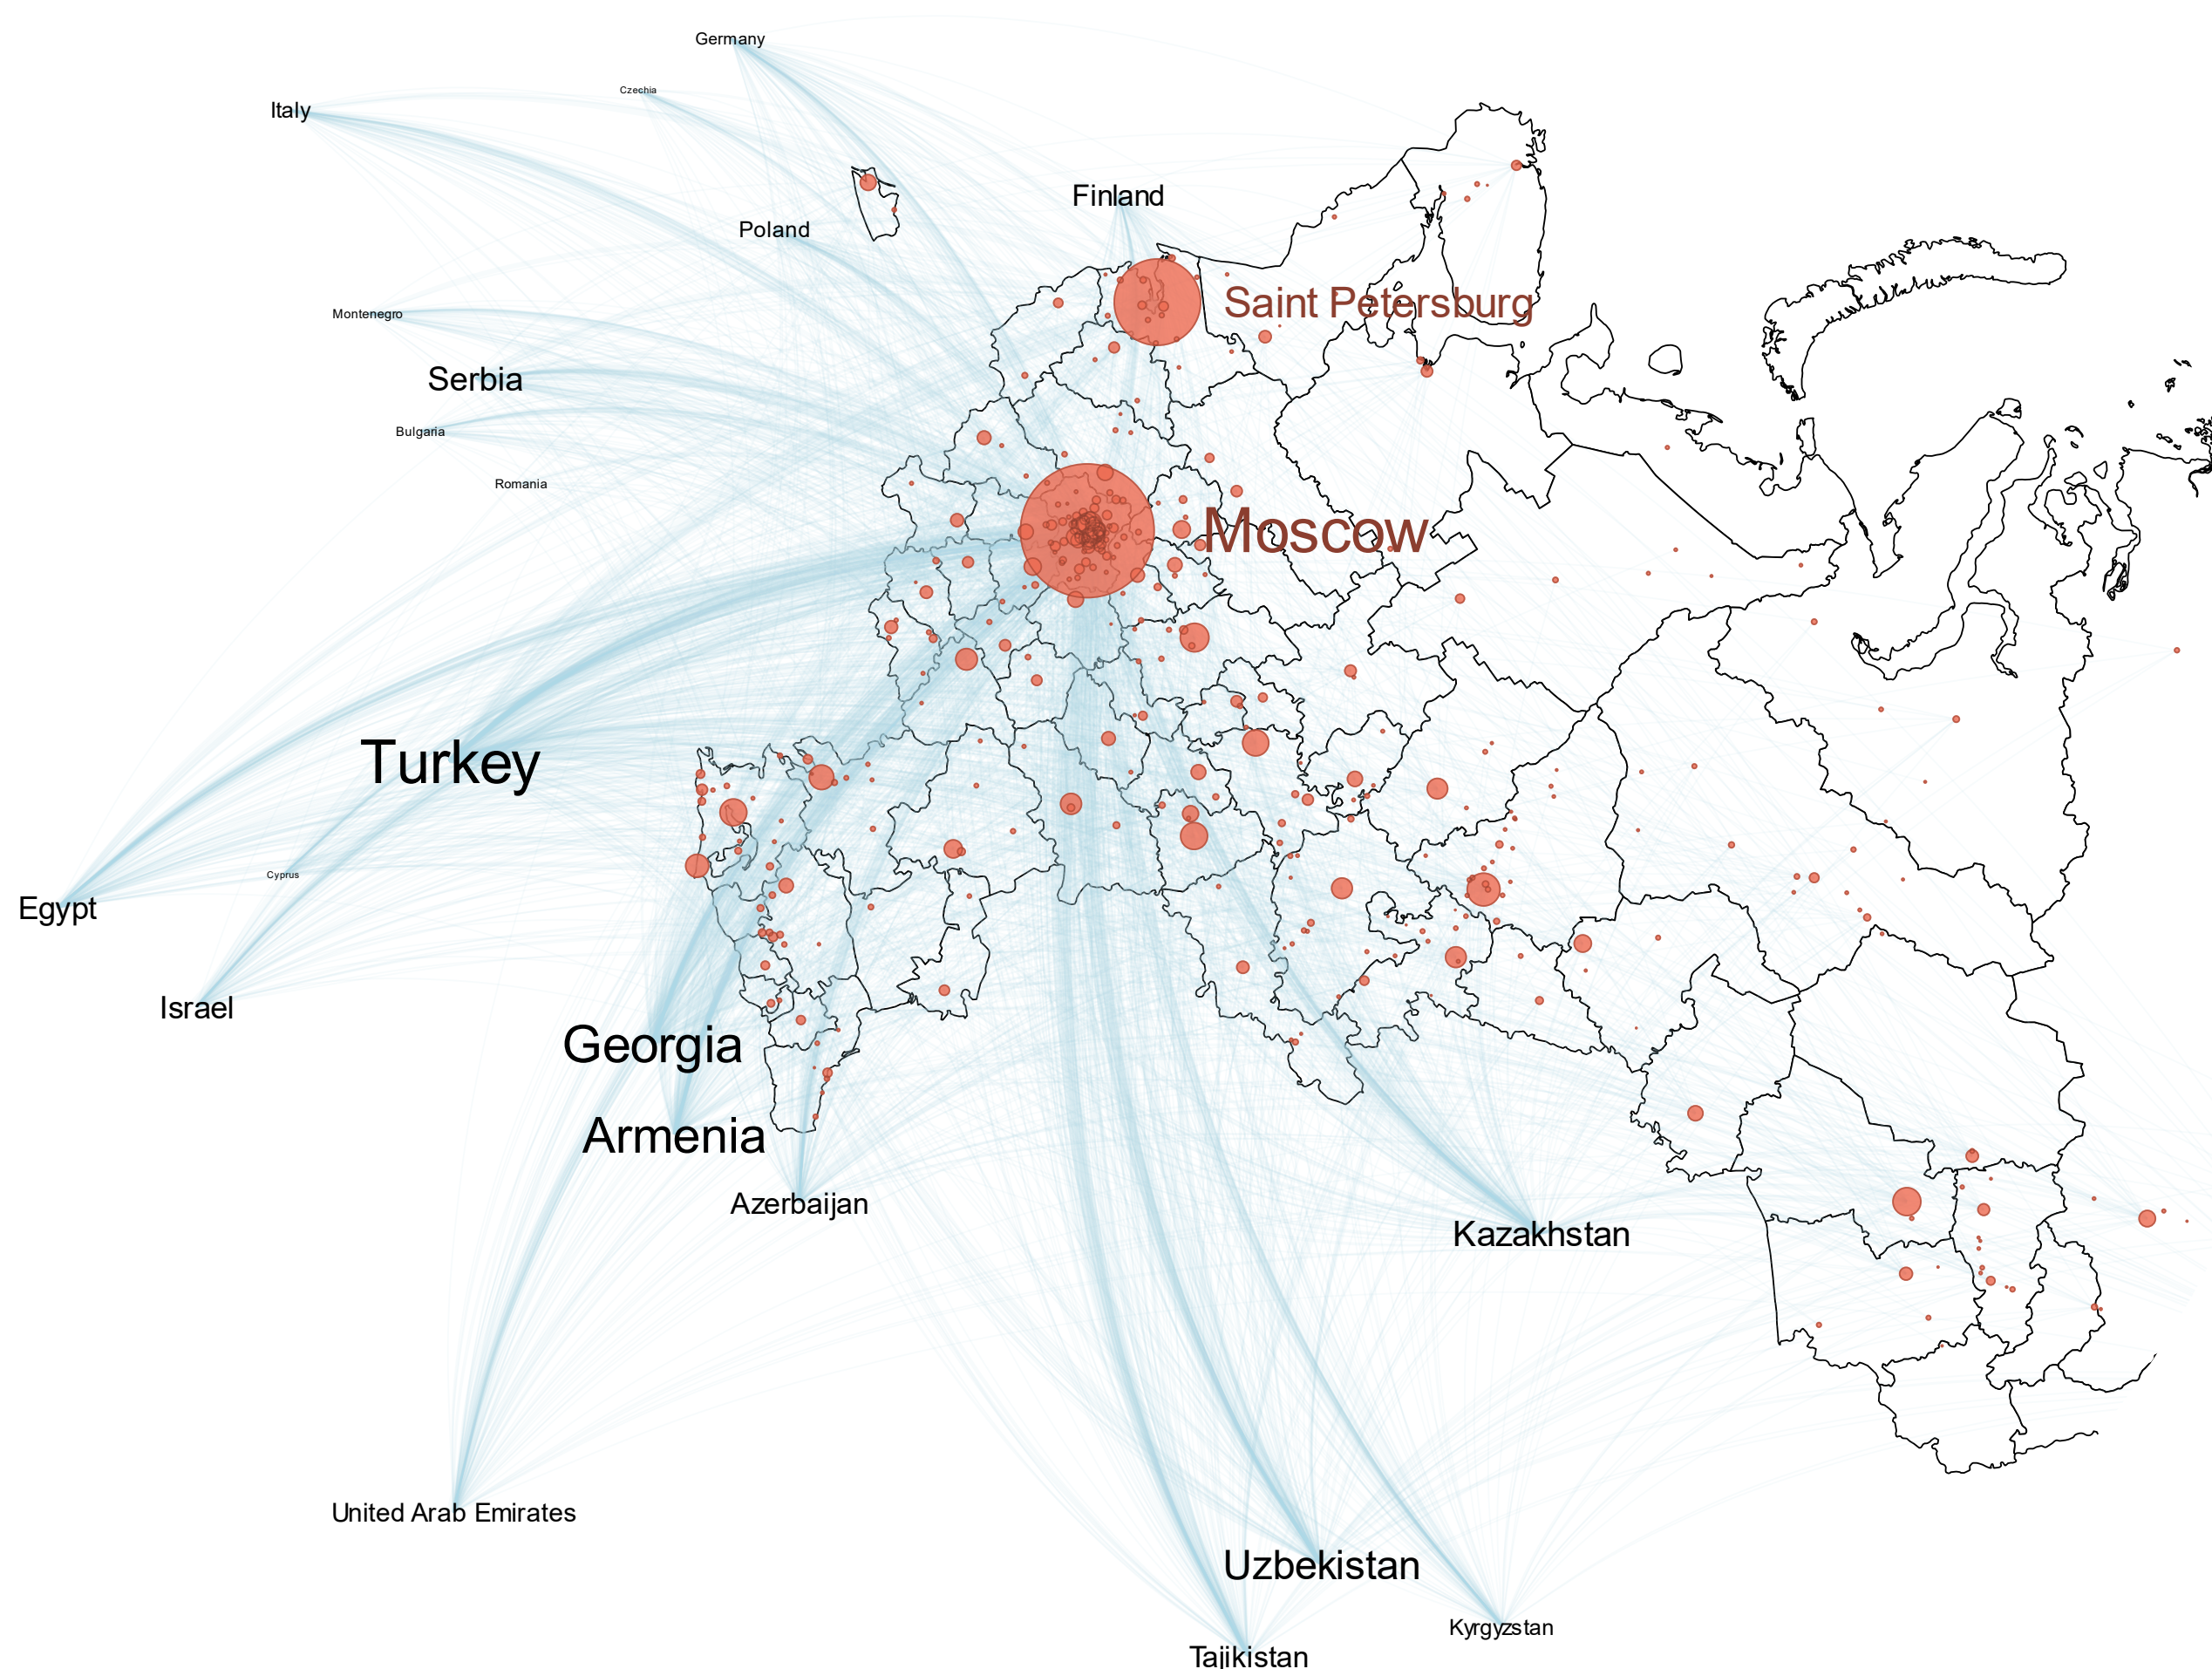 Germany
Czechia
Italy
Finland
Poland
Saint Petersburg
Montenegro
Serbia
Bulgaria
Romania
Moscow
Turkey
Cyprus
Egypt
Israel
Georgia
Armenia
Azerbaijan
Kazakhstan
United Arab Emirates
Uzbekistan
Kyrgyzstan
Tajikistan